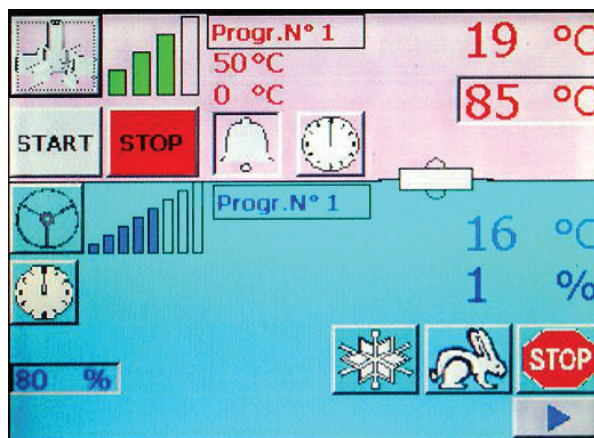 Progr.N° 1
19 °C
50°C
0 °C
85 °C
START
STOP
Progr.N° 1
16 °C
1 %
STOP
80 %